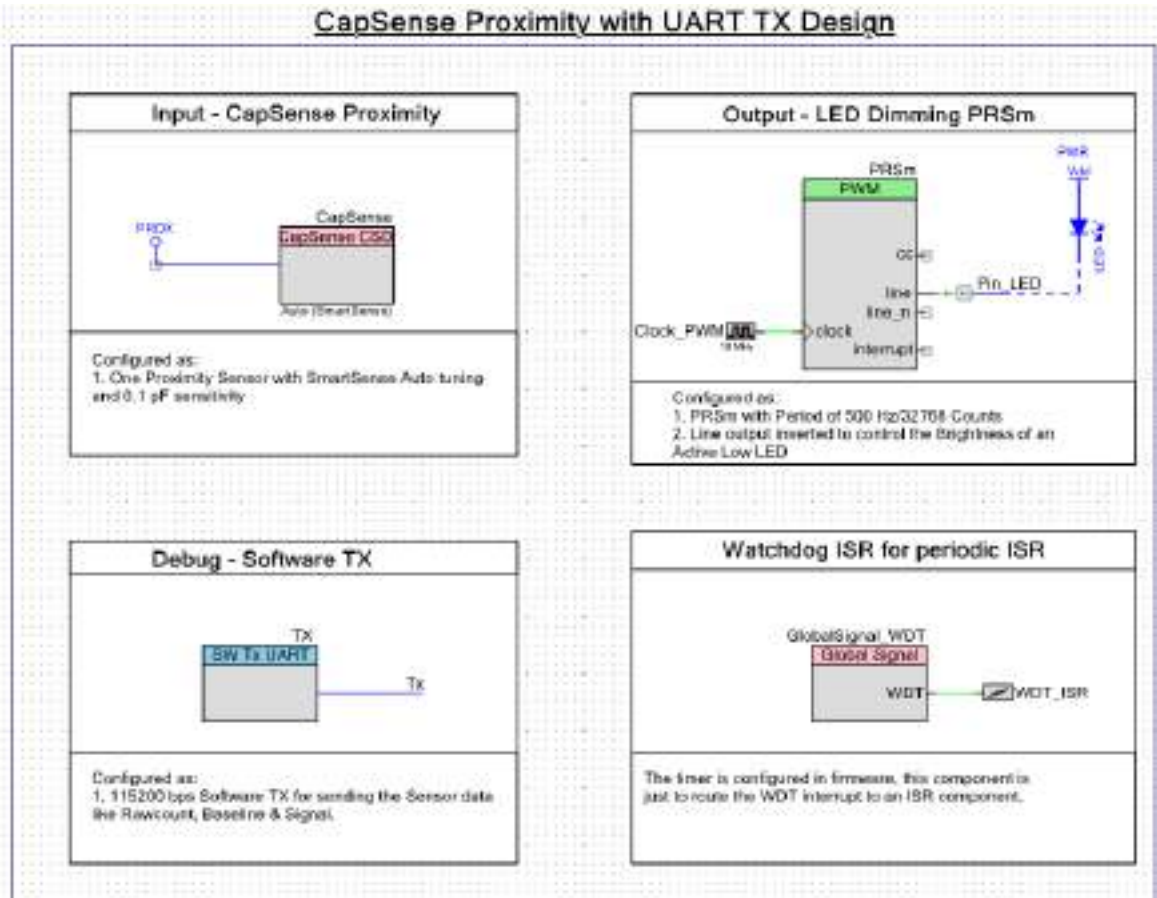 CapSense Proximity with UART TX Design
Input - CapSense Proximity
PROX
CapSense
CapSense CSD
Auto (SmartSense)
Configured as:
1. One Proximity Sensor with SmartSense Auto tuning
and 0.1 pF sensitivity
Output - LED Dimming PRSm
PWR
PRSm
PWM
cc
line
Pin_LED
line_n
Clock_PWM
clock
interrupt
Configured as:
1. PRSm with Period of 500 Hz/32768 Counts
2. Line output inverted to control the Brightness of an
Active Low LED
Debug - Software TX
TX
SW Tx UART
Tx
Configured as:
1. 115200 bps Software TX for sending the Sensor data
like Rawcount, Baseline & Signal.
Watchdog ISR for periodic ISR
GlobalSignal_WDT
Global Signal
WDT
WDT_ISR
The timer is configured in firmware, this component is
just to route the WDT interrupt to an ISR component.